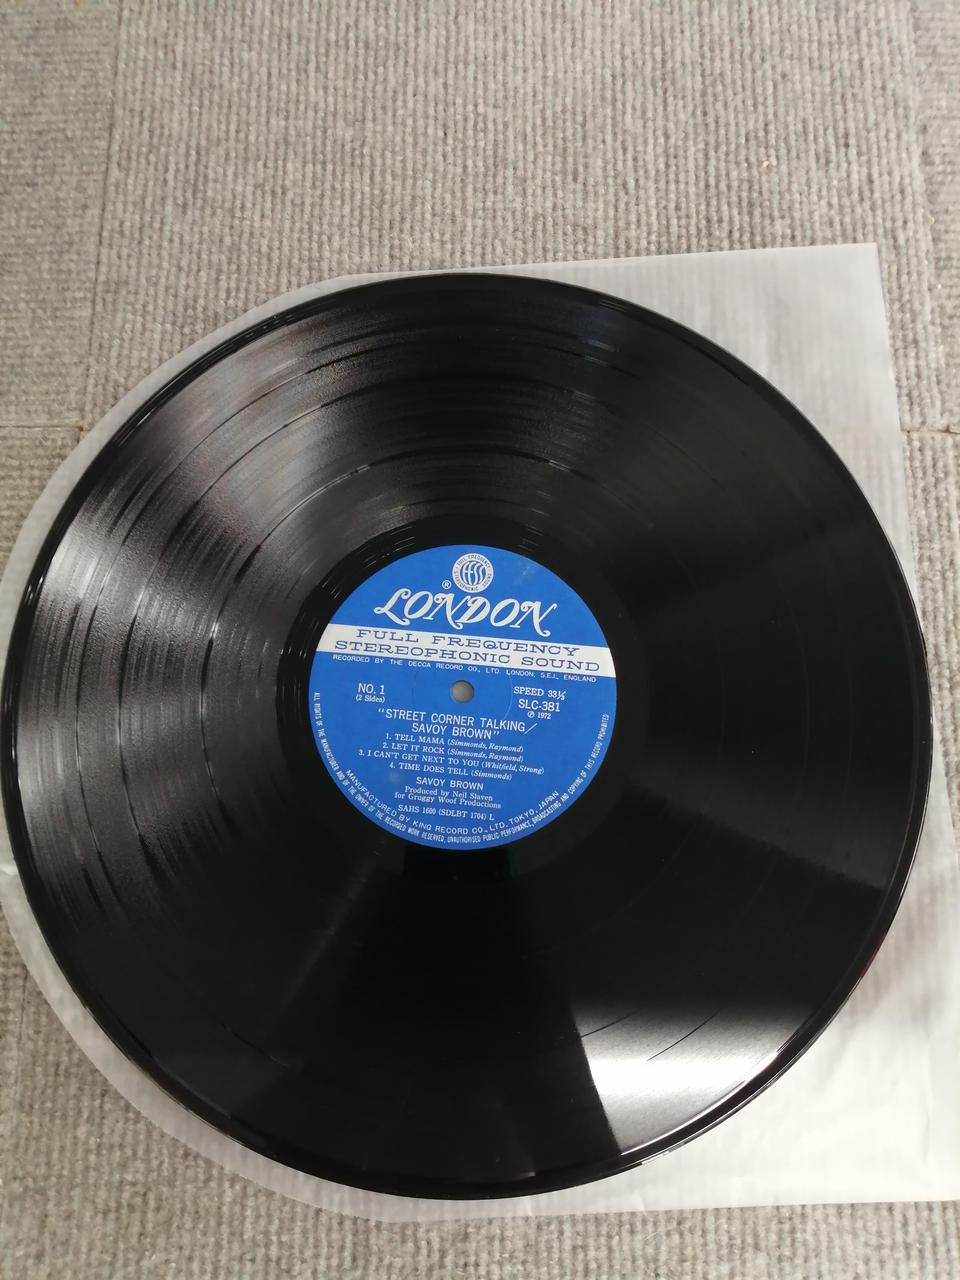 FULL FREQUENCY
ffss
STEREOPHONIC SOUND
®
LONDON
FULL FREQUENCY
STEREOPHONIC SOUND
RECORDED BY THE DECCA RECORD CO., LTD. LONDON, S.E.I., ENGLAND
NO. 1
(2 Sides)
SPEED 33⅓
SLC-381
℗ 1972
"STREET CORNER TALKING/
SAVOY BROWN"
1. TELL MAMA (Simmonds, Raymond)
2. LET IT ROCK (Simmonds, Raymond)
3. I CAN'T GET NEXT TO YOU (Whitfield, Strong)
4. TIME DOES TELL (Simmonds)
SAVOY BROWN
Produced by Neil Slaven
for Gruggy Woof Productions
SAHS 1600 (SDLBT 1704) L
MANUFACTURED BY KING RECORD CO., LTD. TOKYO, JAPAN
ALL RIGHTS OF THE MANUFACTURER AND OF THE OWNER OF THE RECORDED WORK RESERVED, UNAUTHORISED PUBLIC PERFORMANCE, BROADCASTING AND COPYING OF THIS RECORD PROHIBITED